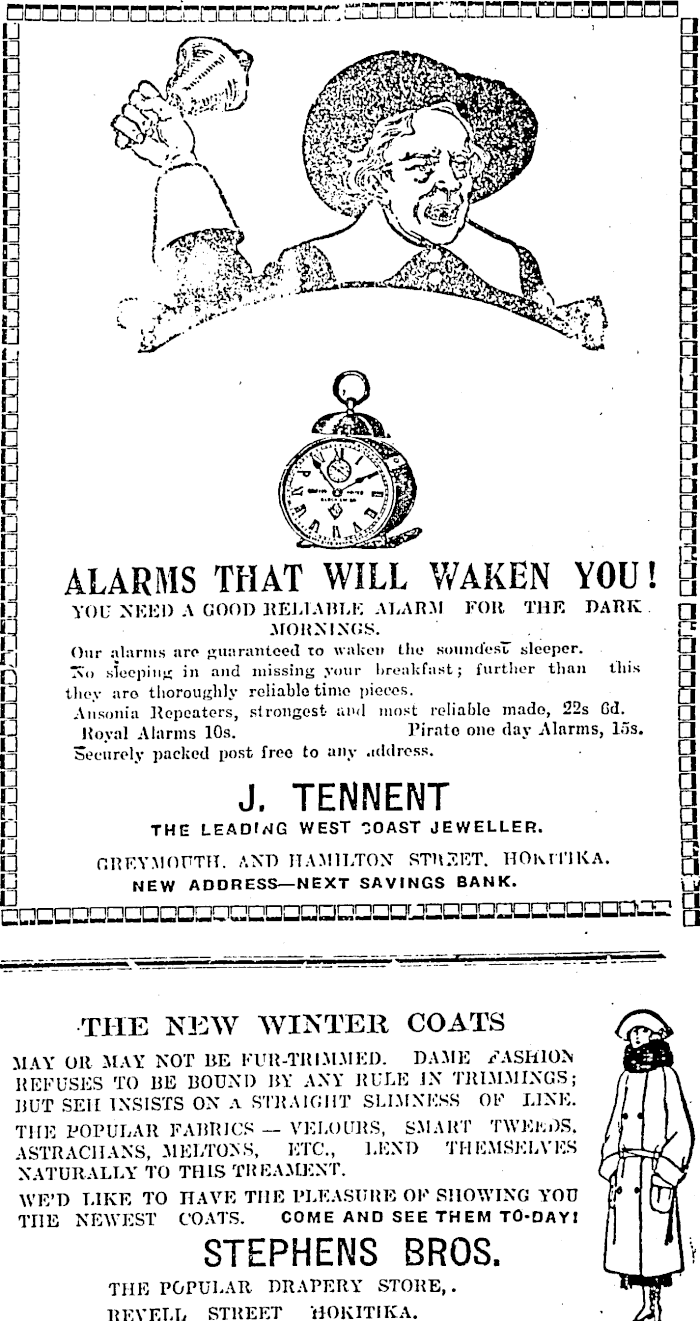 ALARMS THAT WILL WAKEN YOU!
YOU NEED A GOOD RELIABLE ALARM FOR THE DARK
MORNINGS.
Our alarms are guaranteed to waken the soundest sleeper.
No sleeping in and missing your breakfast; further than this
they are thoroughly reliable time pieces.
Ansonia Repeaters, strongest and most reliable made, 22s 6d.
Royal Alarms 10s. Pirate one day Alarms, 15s.
Securely packed post free to any address.
J. TENNENT
THE LEADING WEST COAST JEWELLER.
GREYMOUTH. AND HAMILTON STREET, HOKITIKA.
NEW ADDRESS—NEXT SAVINGS BANK.
THE NEW WINTER COATS
MAY OR MAY NOT BE FUR-TRIMMED. DAME FASHION
REFUSES TO BE BOUND BY ANY RULE IN TRIMMINGS;
BUT SEH INSISTS ON A STRAIGHT SLIMNESS OF LINE.
THE POPULAR FABRICS — VELOURS, SMART TWEEDS.
ASTRACHANS, MELTONS, ETC., LEND THEMSELVES
NATURALLY TO THIS TREAMENT.
WE'D LIKE TO HAVE THE PLEASURE OF SHOWING YOU
THE NEWEST COATS. COME AND SEE THEM TO-DAY!
STEPHENS BROS.
THE POPULAR DRAPERY STORE,.
REVELL STREET HOKITIKA.